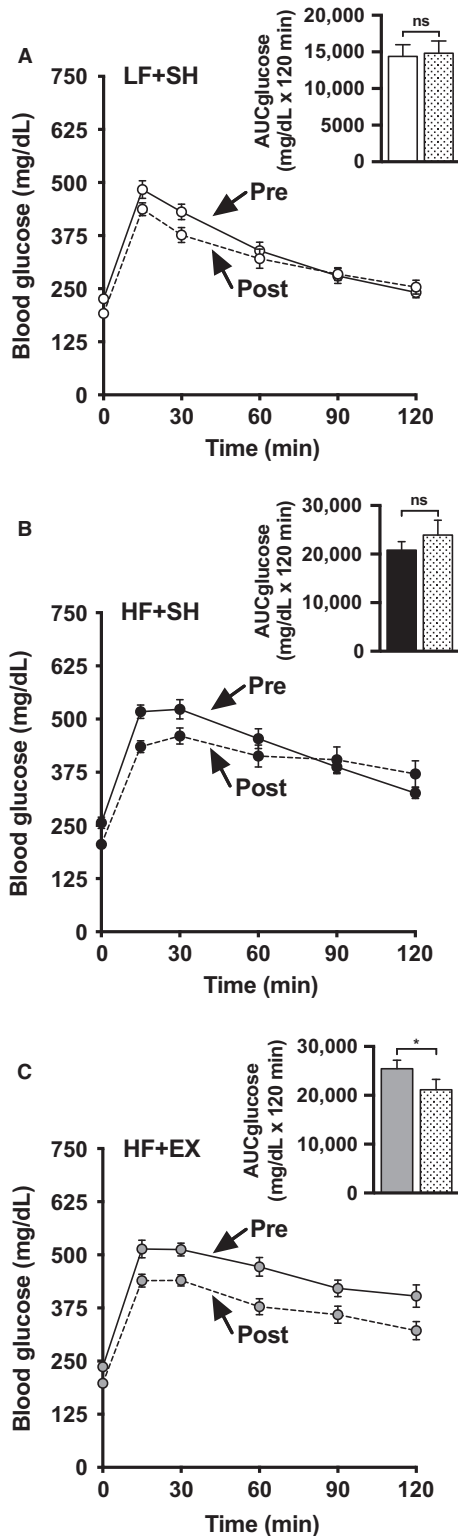 A
LF+SH
AUCglucose
(mg/dL x 120 min)
20,000
15,000
10,000
5000
0
ns
Blood glucose (mg/dL)
750
625
500
375
250
125
0
Pre
Post
0 30 60 90 120
Time (min)
B
HF+SH
AUCglucose
(mg/dL x 120 min)
30,000
20,000
10,000
0
ns
Blood glucose (mg/dL)
750
625
500
375
250
125
0
Pre
Post
0 30 60 90 120
Time (min)
C
HF+EX
AUCglucose
(mg/dL x 120 min)
30,000
20,000
10,000
0
*
Blood glucose (mg/dL)
750
625
500
375
250
125
0
Pre
Post
0 30 60 90 120
Time (min)